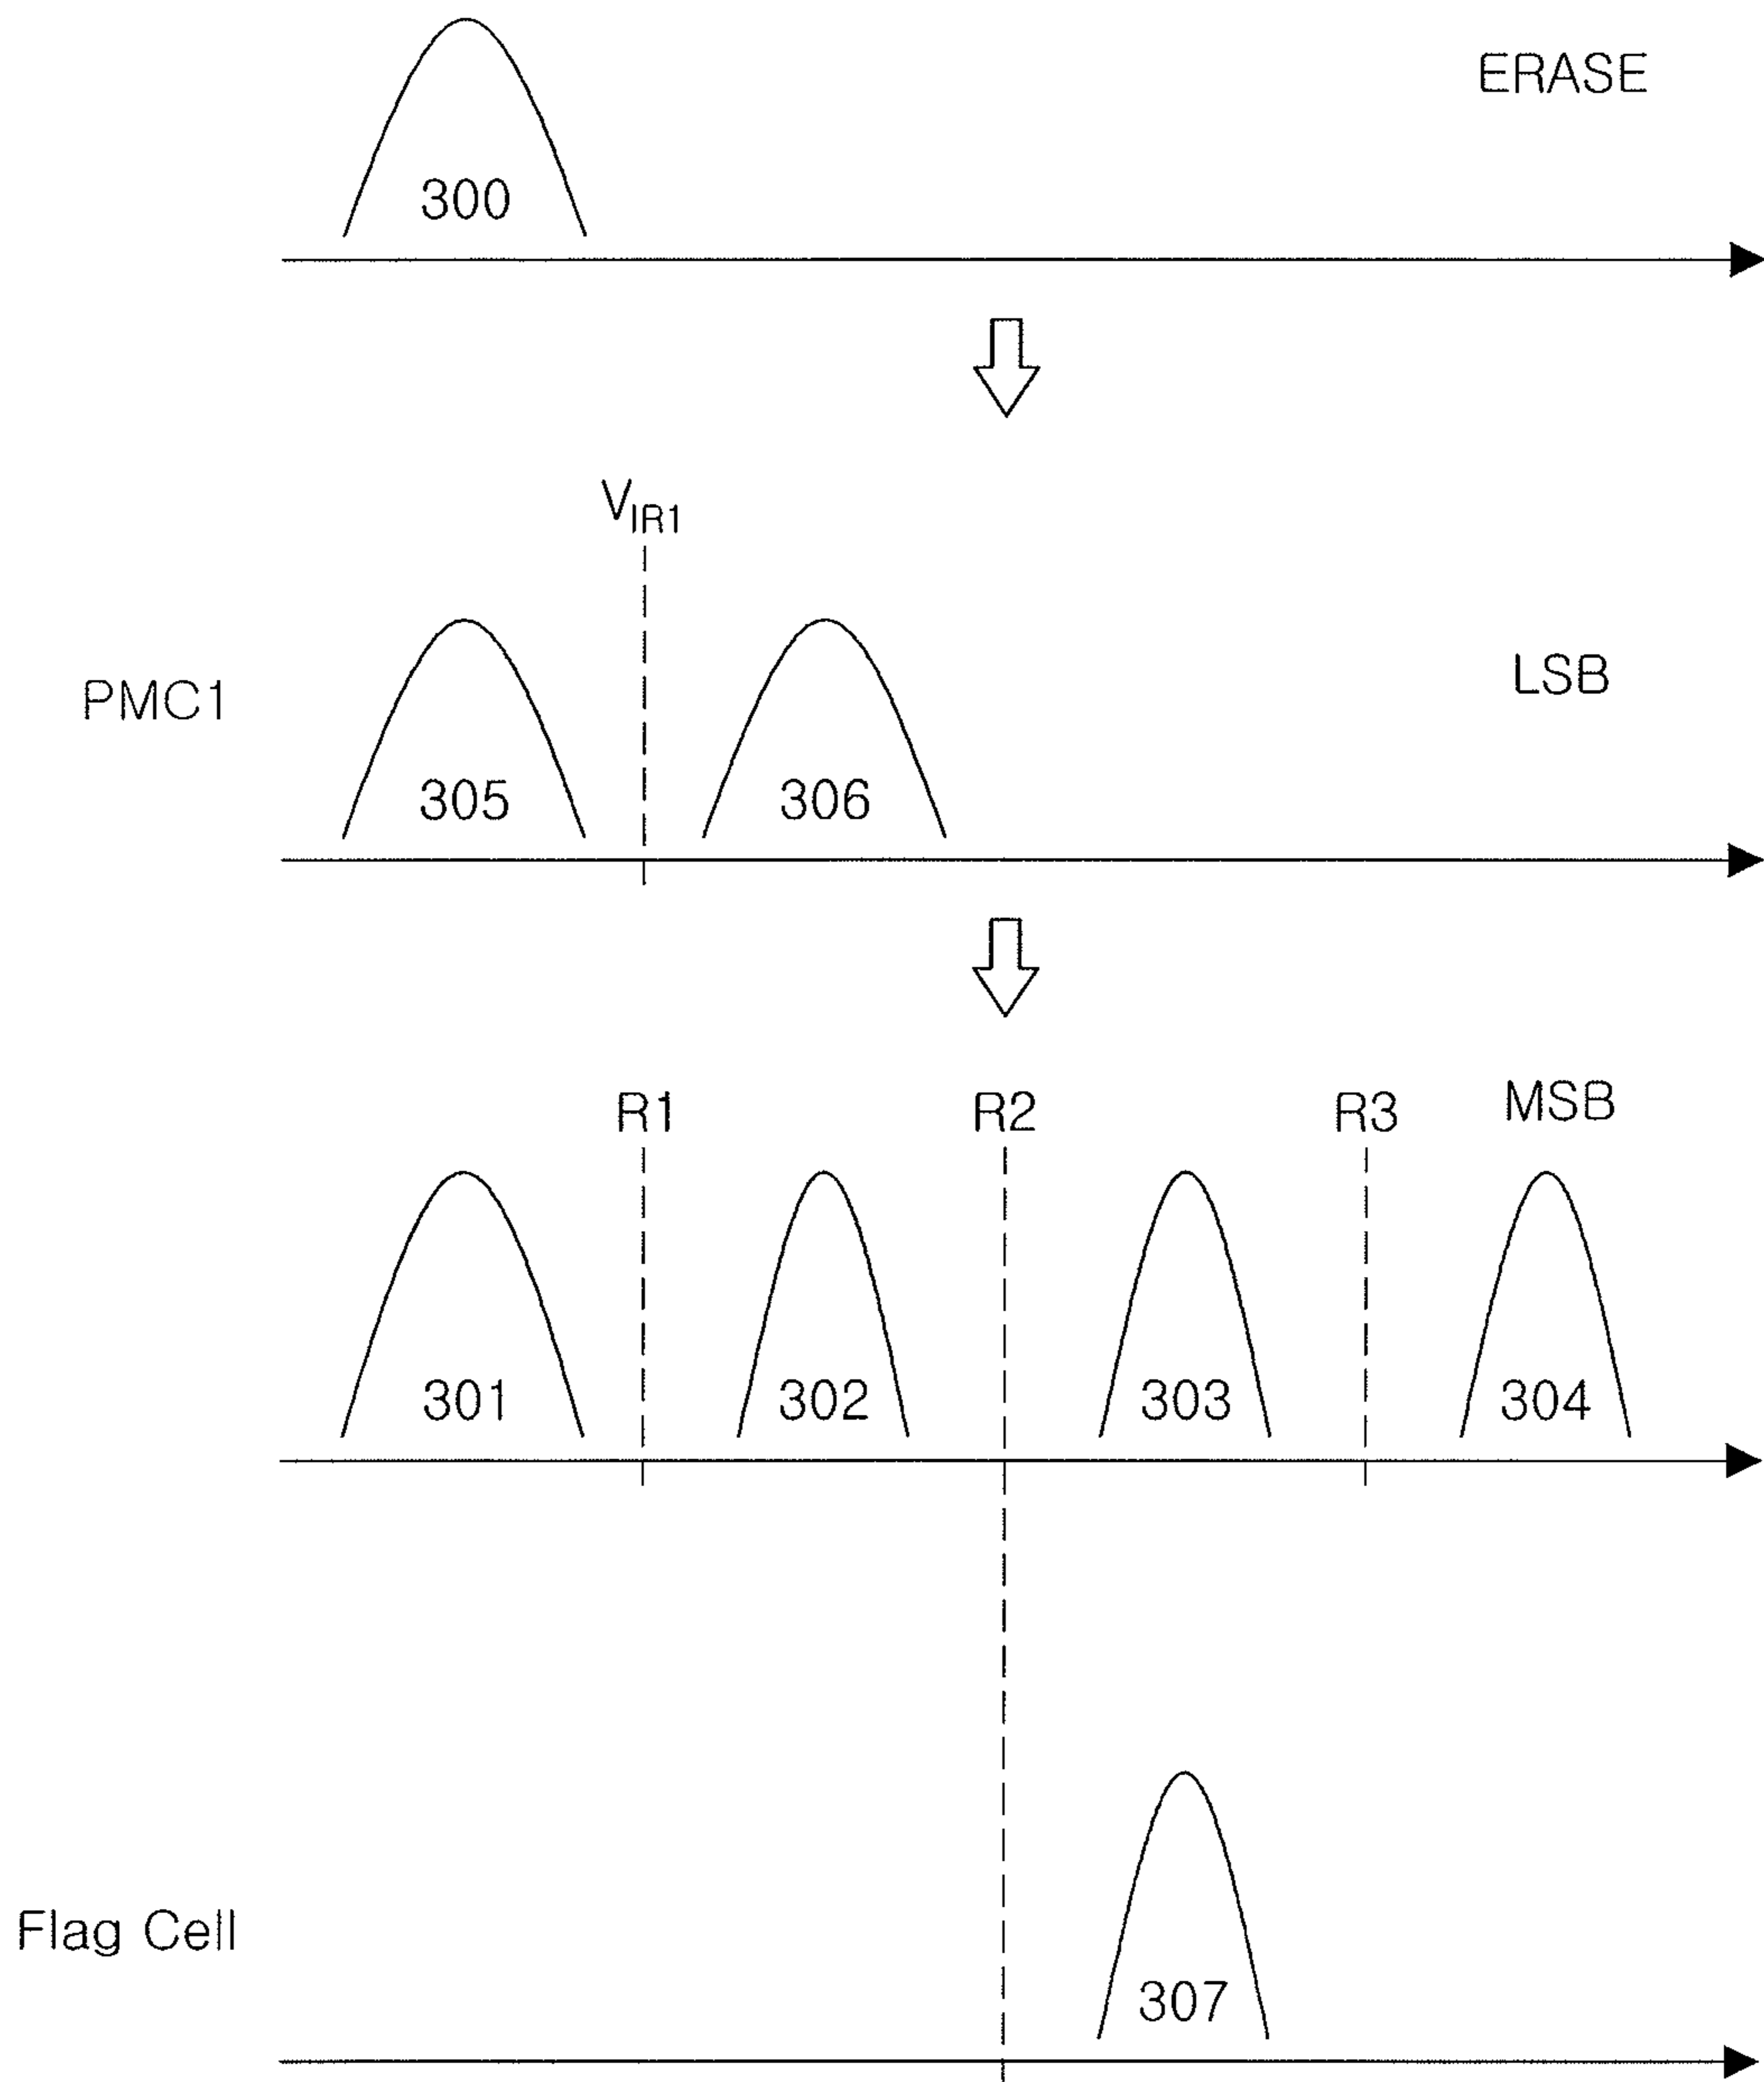 ERASE
300
V_IR1
PMC1
LSB
305
306
R1
R2
R3
MSB
301
302
303
304
Flag Cell
307